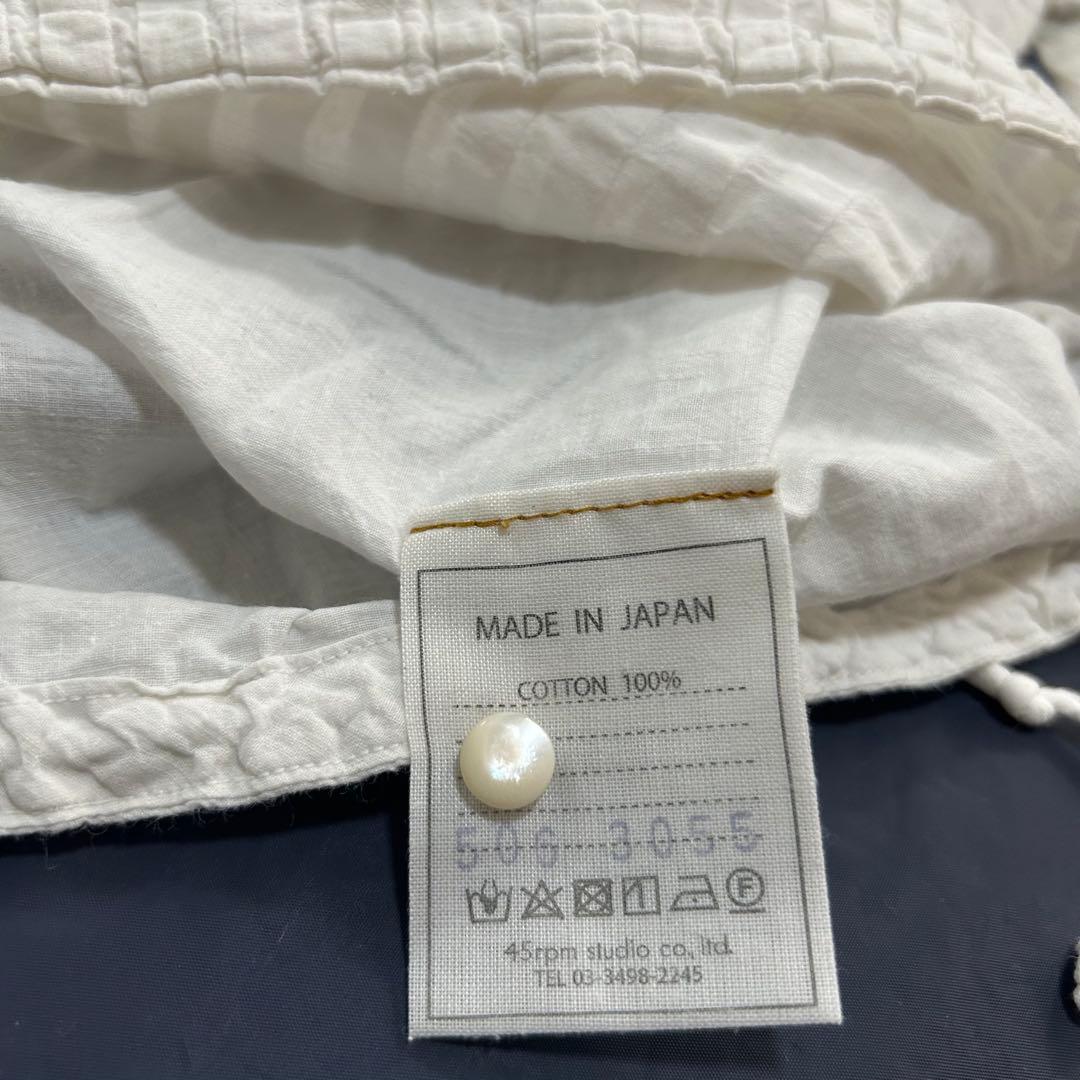 MADE IN JAPAN
COTTON 100%
506 3055
F
45rpm studio co., ltd.
TEL 03-3498-2245